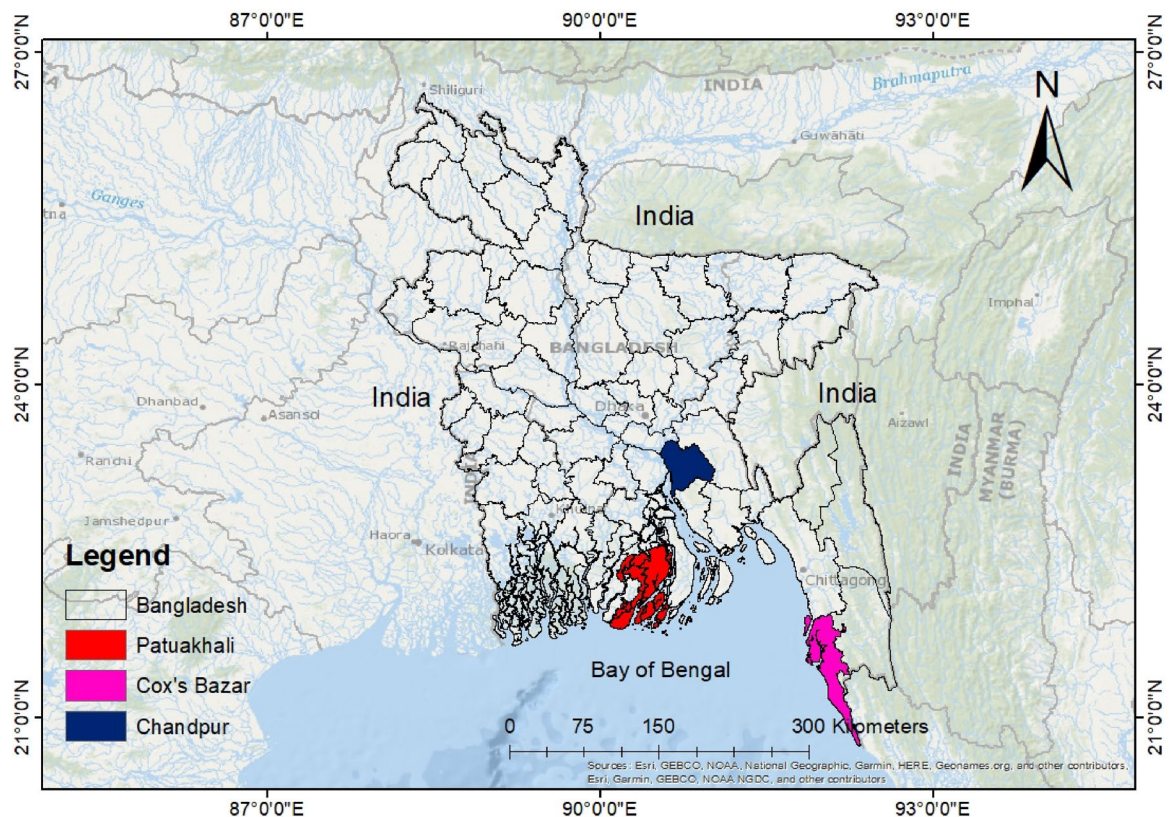 87°0'0"E 90°0'0"E 93°0'0"E
27°0'0"N 27°0'0"N
INDIA
Brahmaputra
N
Shiliguri
Guwāhāti
Ganges
India
Imphal
Rajshahi
BANGLADESH
24°0'0"N 24°0'0"N
India
India
Dhanbad
Asansol
Dhaka
Aizawl
Ranchi
INDIA
INDIA
MYANMAR
(BURMA)
Jamshedpur
Khulna
Haora
Kolkata
Chittagong
Legend
Bangladesh
Patuakhali
Cox's Bazar
Chandpur
Bay of Bengal
0 75 150 300 Kilometers
21°0'0"N 21°0'0"N
Sources: Esri, GEBCO, NOAA, National Geographic, Garmin, HERE, Geonames.org, and other contributors,
Esri, Garmin, GEBCO, NOAA NGDC, and other contributors
87°0'0"E 90°0'0"E 93°0'0"E